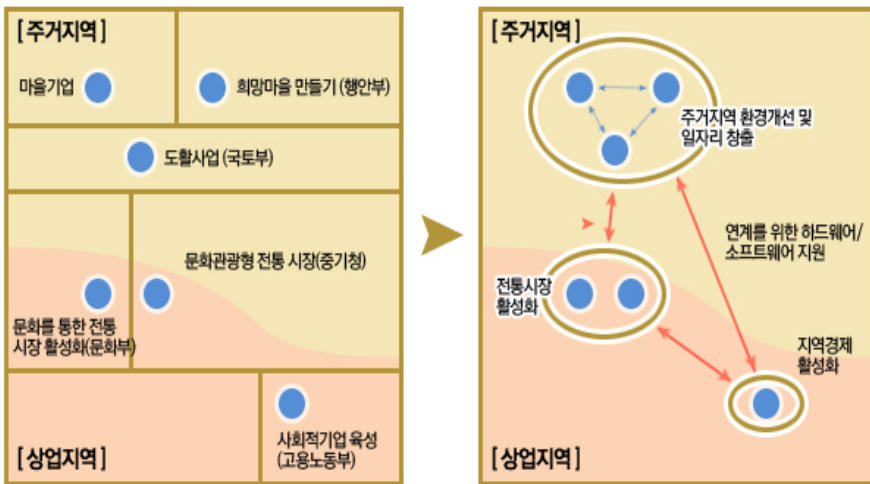 [ 주거지역 ]
마을기업
희망마을 만들기 (행안부)
도활사업 (국토부)
문화관광형 전통 시장(중기청)
문화를 통한 전통
시장 활성화(문화부)
사회적기업 육성
(고용노동부)
[ 상업지역 ]
[ 주거지역 ]
주거지역 환경개선 및
일자리 창출
연계를 위한 하드웨어/
소프트웨어 지원
전통시장
활성화
지역경제
활성화
[ 상업지역 ]